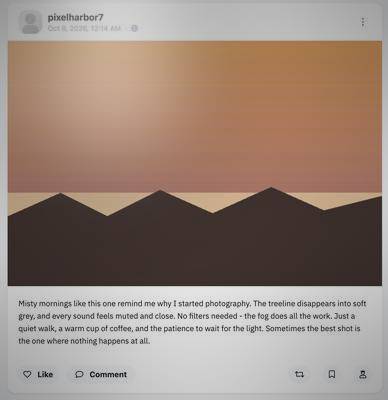 pixelharbor7
Oct 8, 2026, 12:14 AM ·
Misty mornings like this one remind me why I started photography. The treeline disappears into soft
grey, and every sound feels muted and close. No filters needed - the fog does all the work. Just a
quiet walk, a warm cup of coffee, and the patience to wait for the light. Sometimes the best shot is
the one where nothing happens at all.
Like
Comment